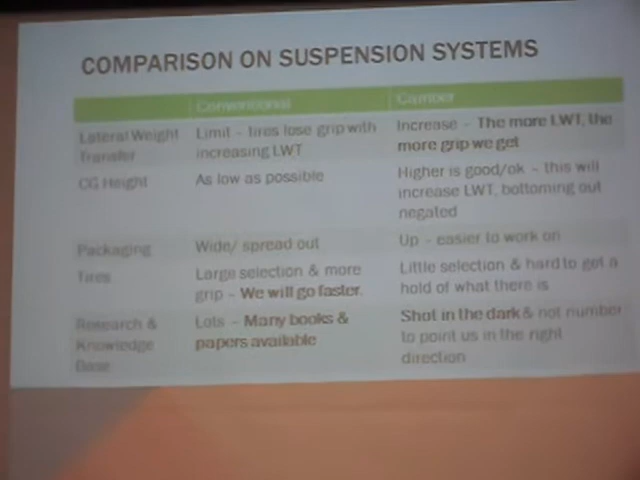 COMPARISON ON SUSPENSION SYSTEMS
Conventional
Camber
Lateral Weight
Transfer
Limit – tires lose grip with
increasing LWT
Increase – The more LWT, the
more grip we get
CG Height
As low as possible
Higher is good/ok – this will
increase LWT, bottoming out
negated
Packaging
Wide/ spread out
Up – easier to work on
Tires
Large selection & more
grip – We will go faster.
Little selection & hard to get a
hold of what there is
Research &
Knowledge
Base
Lots – Many books &
papers available
Shot in the dark & not number
to point us in the right
direction